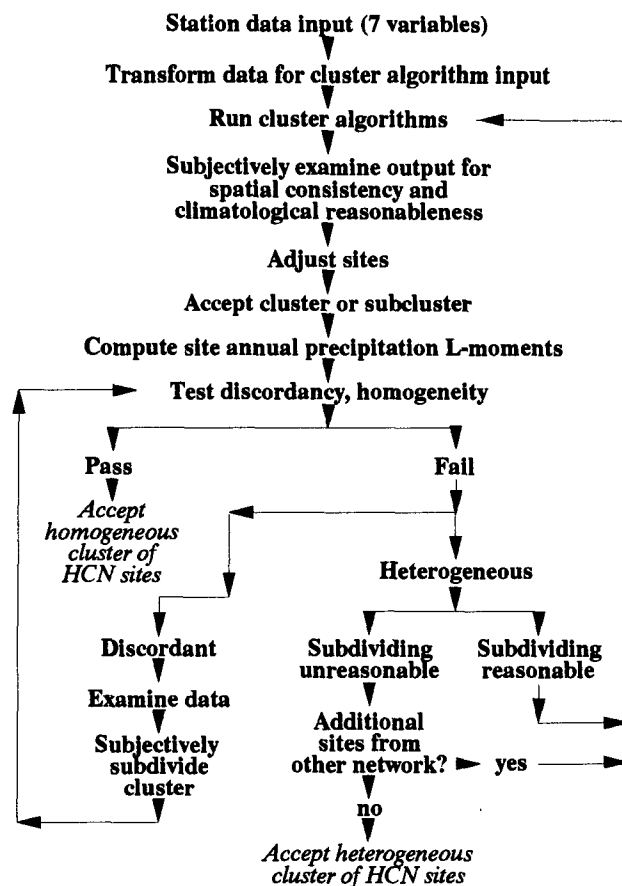 Station data input (7 variables)
Transform data for cluster algorithm input
Run cluster algorithms
Subjectively examine output for
spatial consistency and
climatological reasonableness
Adjust sites
Accept cluster or subcluster
Compute site annual precipitation L-moments
Test discordancy, homogeneity
Pass
Fail
Accept
homogeneous
cluster of
HCN sites
Heterogeneous
Discordant
Examine data
Subjectively
subdivide
cluster
Subdividing
unreasonable
Subdividing
reasonable
Additional
sites from
other network?
yes
no
Accept heterogeneous
cluster of HCN sites